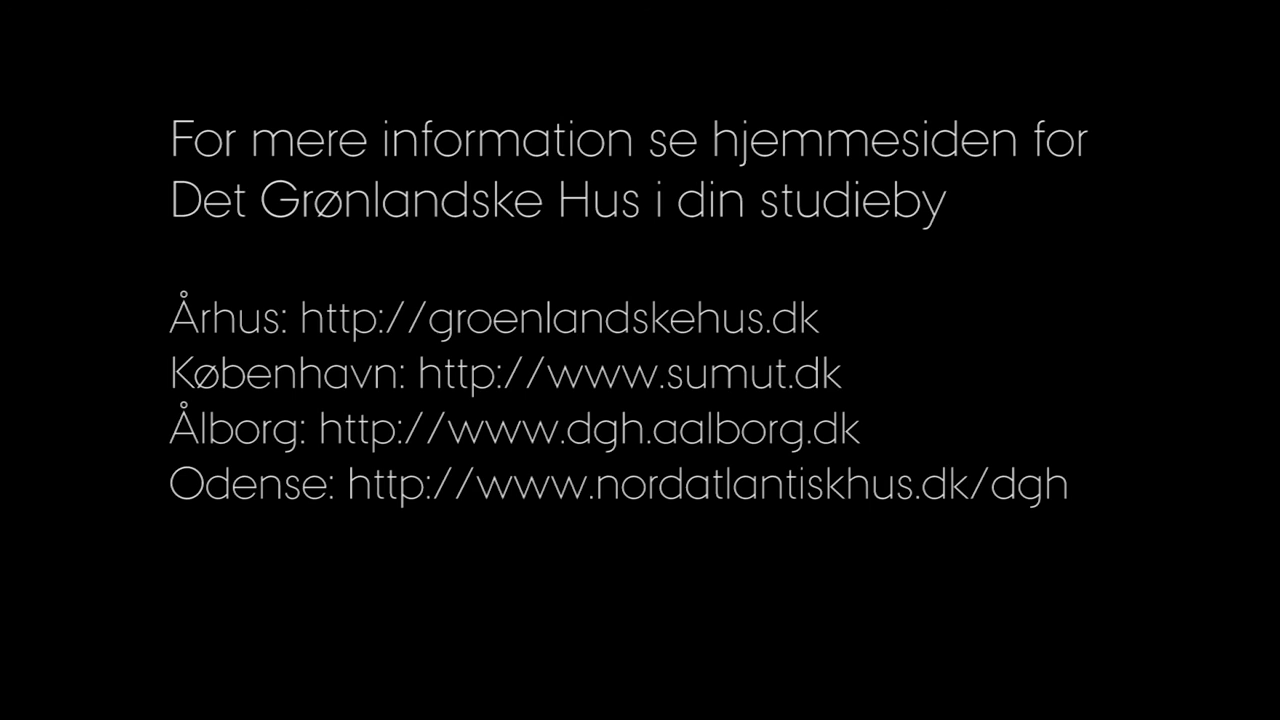 For mere information se hjemmesiden for
Det Grønlandske Hus i din studieby
Århus: http://groenlandskehus.dk
København: http://www.sumut.dk
Ålborg: http://www.dgh.aalborg.dk
Odense: http://www.nordatlantiskhus.dk/dgh